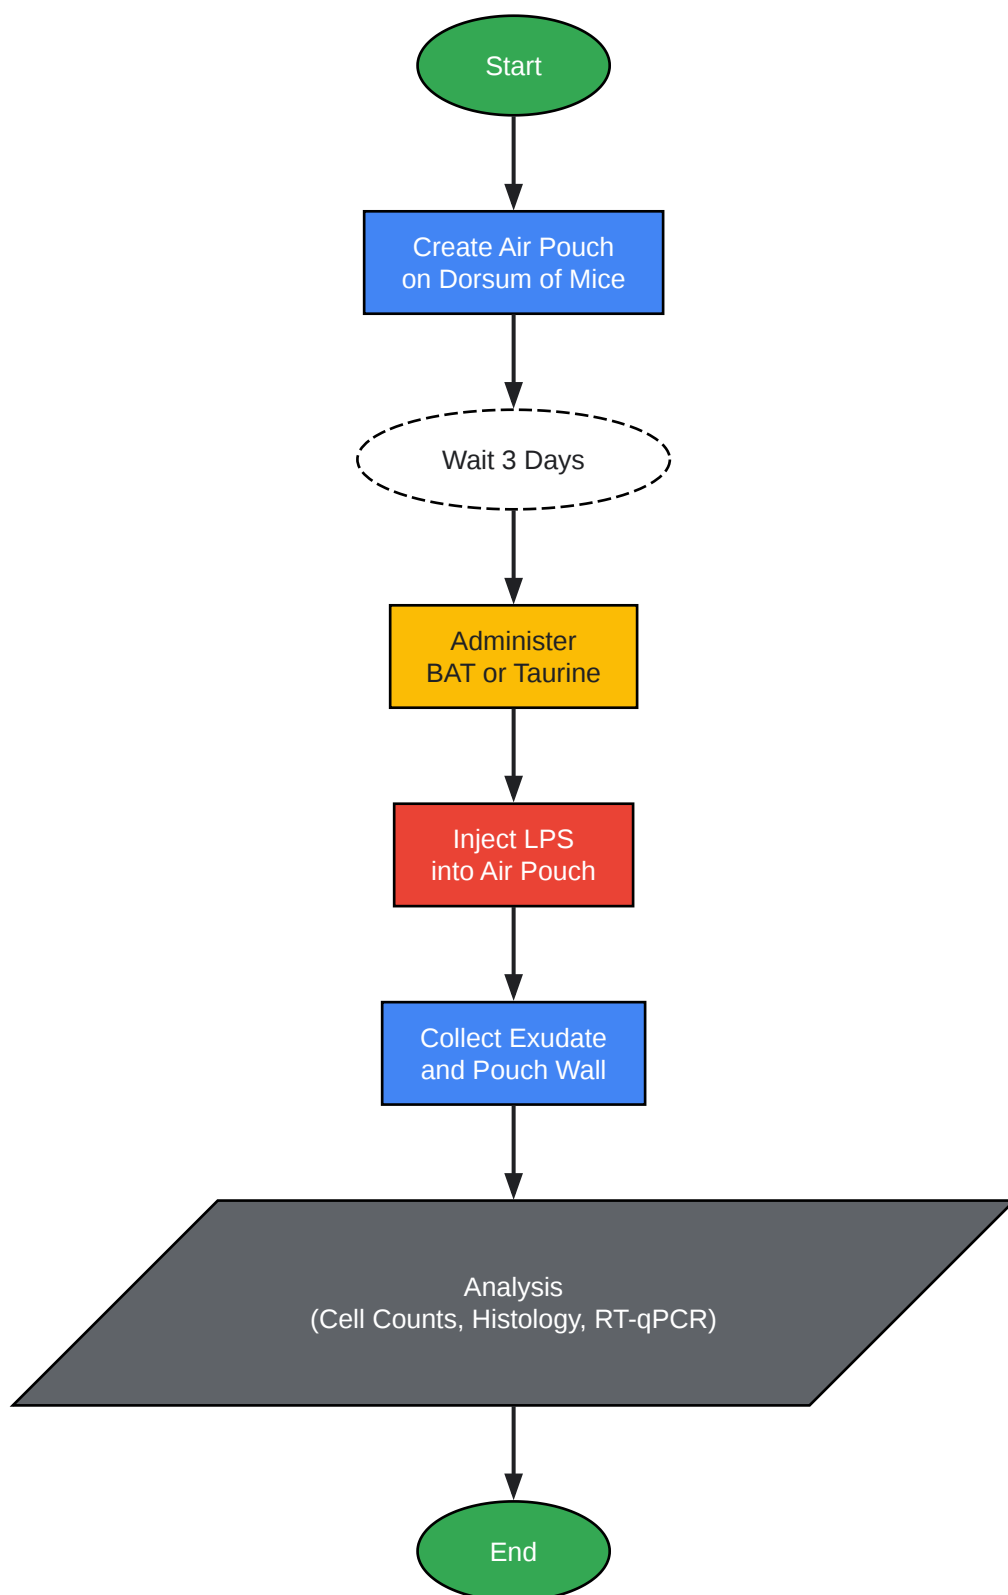 Start
Create Air Pouch
on Dorsum of Mice
Wait 3 Days
Administer
BAT or Taurine
Inject LPS
into Air Pouch
Collect Exudate
and Pouch Wall
Analysis
(Cell Counts, Histology, RT-qPCR)
End